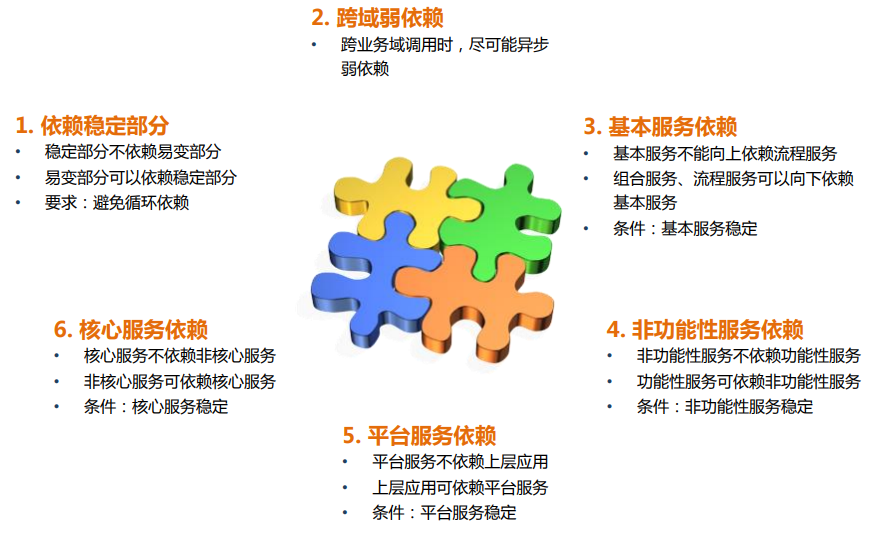 1. 依赖稳定部分
• 稳定部分不依赖易变部分
• 易变部分可以依赖稳定部分
• 要求：避免循环依赖
2. 跨域弱依赖
• 跨业务域调用时，尽可能异步
弱依赖
3. 基本服务依赖
• 基本服务不能向上依赖流程服务
• 组合服务、流程服务可以向下依赖
基本服务
• 条件：基本服务稳定
4. 非功能性服务依赖
• 非功能性服务不依赖功能性服务
• 功能性服务可依赖非功能性服务
• 条件：非功能性服务稳定
5. 平台服务依赖
• 平台服务不依赖上层应用
• 上层应用可依赖平台服务
• 条件：平台服务稳定
6. 核心服务依赖
• 核心服务不依赖非核心服务
• 非核心服务可依赖核心服务
• 条件：核心服务稳定